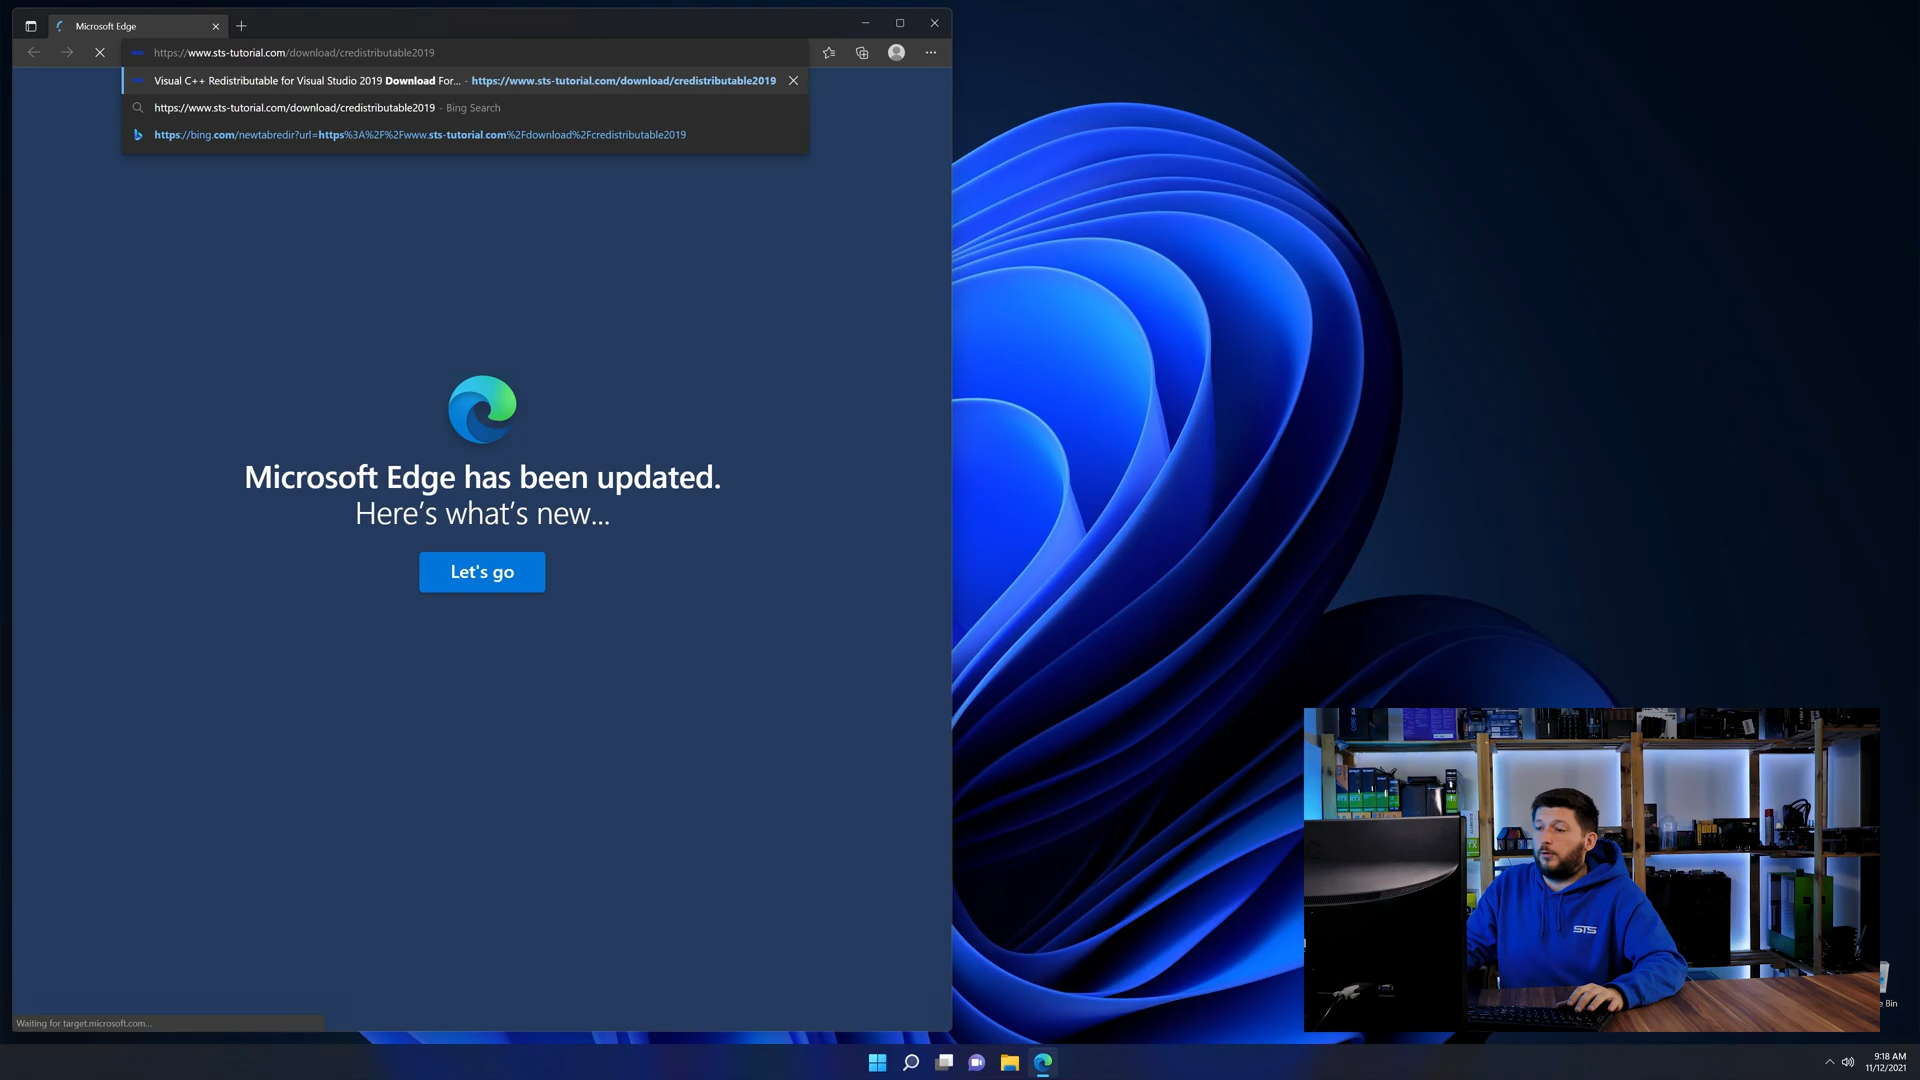 Microsoft Edge
https://www.sts-tutorial.com/download/credistributable2019
Visual C++ Redistributable for Visual Studio 2019 Download For... - https://www.sts-tutorial.com/download/credistributable2019
https://www.sts-tutorial.com/download/credistributable2019 - Bing Search
https://bing.com/newtabredir?url=https%3A%2F%2Fwww.sts-tutorial.com%2Fdownload%2Fcredistributable2019
Microsoft Edge has been updated.
Here's what's new...
Let's go
STS
e Bin
Waiting for target.microsoft.com...
9:18 AM
11/12/2021